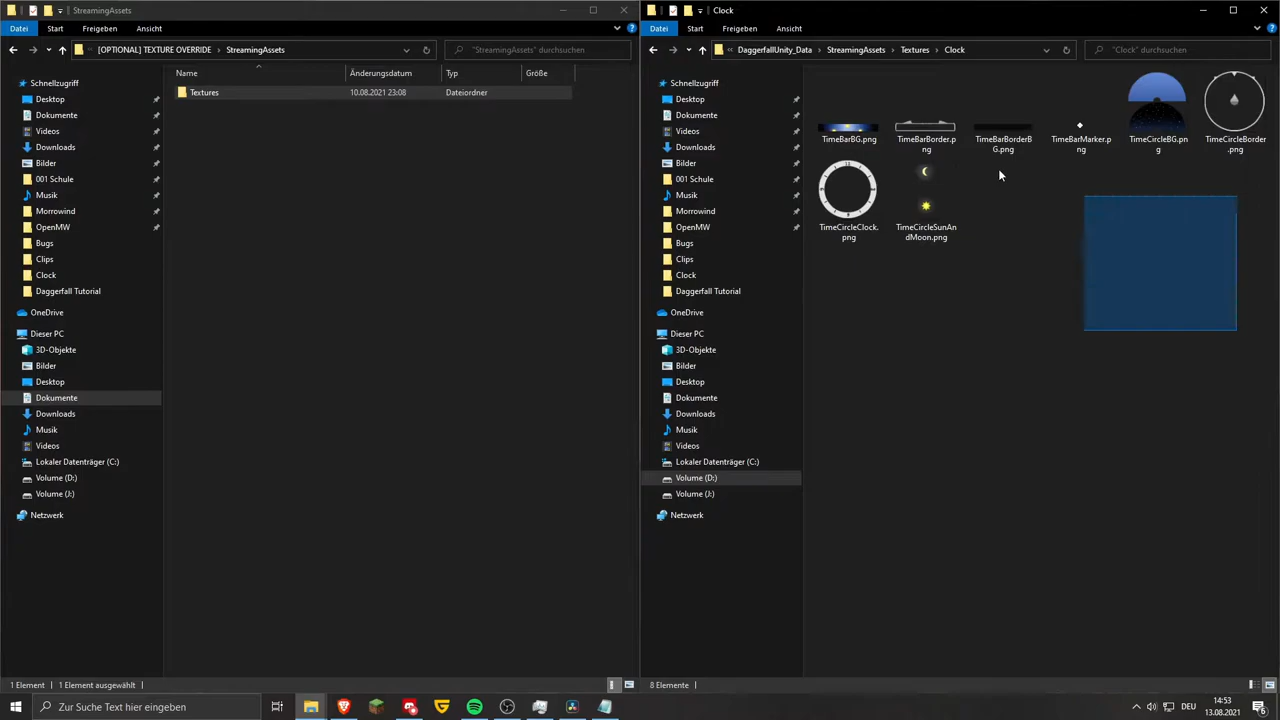 StreamingAssets
Datei Start Freigeben Ansicht
[OPTIONAL] TEXTURE OVERRIDE StreamingAssets
"StreamingAssets" durchsuchen
Name Änderungsdatum Typ Größe
Textures 10.08.2021 23:08 Dateiordner
Schnellzugriff
Desktop
Dokumente
Videos
Downloads
Bilder
001 Schule
Musik
Morrowind
OpenMW
Bugs
Clips
Clock
Daggerfall Tutorial
OneDrive
Dieser PC
3D-Objekte
Bilder
Desktop
Dokumente
Downloads
Musik
Videos
Lokaler Datenträger (C:)
Volume (D:)
Volume (J:)
Netzwerk
1 Element 1 Element ausgewählt
Clock
Datei Start Freigeben Ansicht
DaggerfallUnity_Data StreamingAssets Textures Clock
"Clock" durchsuchen
Schnellzugriff
Desktop
Dokumente
Videos
Downloads
Bilder
001 Schule
Musik
Morrowind
OpenMW
Bugs
Clips
Clock
Daggerfall Tutorial
OneDrive
Dieser PC
3D-Objekte
Bilder
Desktop
Dokumente
Downloads
Musik
Videos
Lokaler Datenträger (C:)
Volume (D:)
Volume (J:)
Netzwerk
TimeBarBG.png
TimeBarBorder.p
ng
TimeBarBorderB
G.png
TimeBarMarker.p
ng
TimeCircleBG.pn
g
TimeCircleBorder
.png
TimeCircleClock.
png
TimeCircleSunAn
dMoon.png
8 Elemente
Zur Suche Text hier eingeben
DEU
14:53
13.08.2021